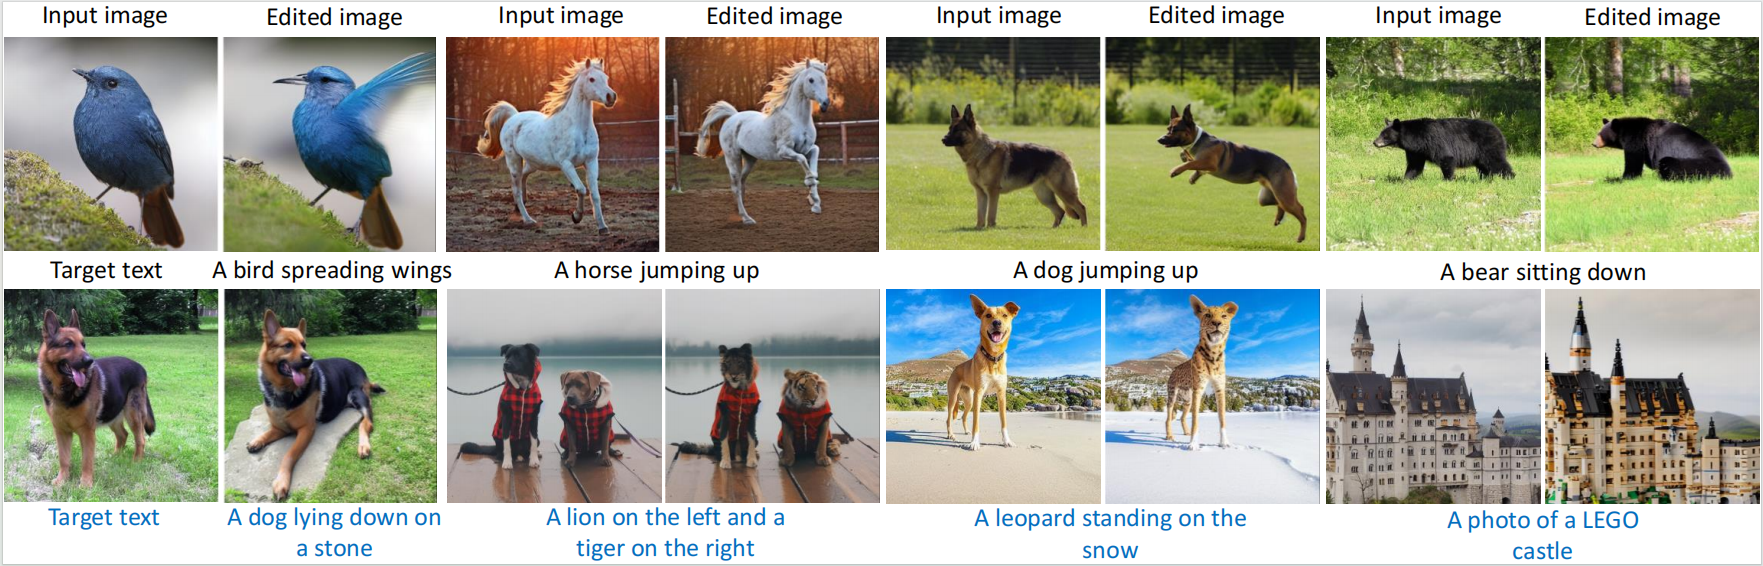 Input image
Edited image
Input image
Edited image
Input image
Edited image
Input image
Edited image
Target text
A bird spreading wings
A horse jumping up
A dog jumping up
A bear sitting down
Target text
A dog lying down on
a stone
A lion on the left and a
tiger on the right
A leopard standing on the
snow
A photo of a LEGO
castle